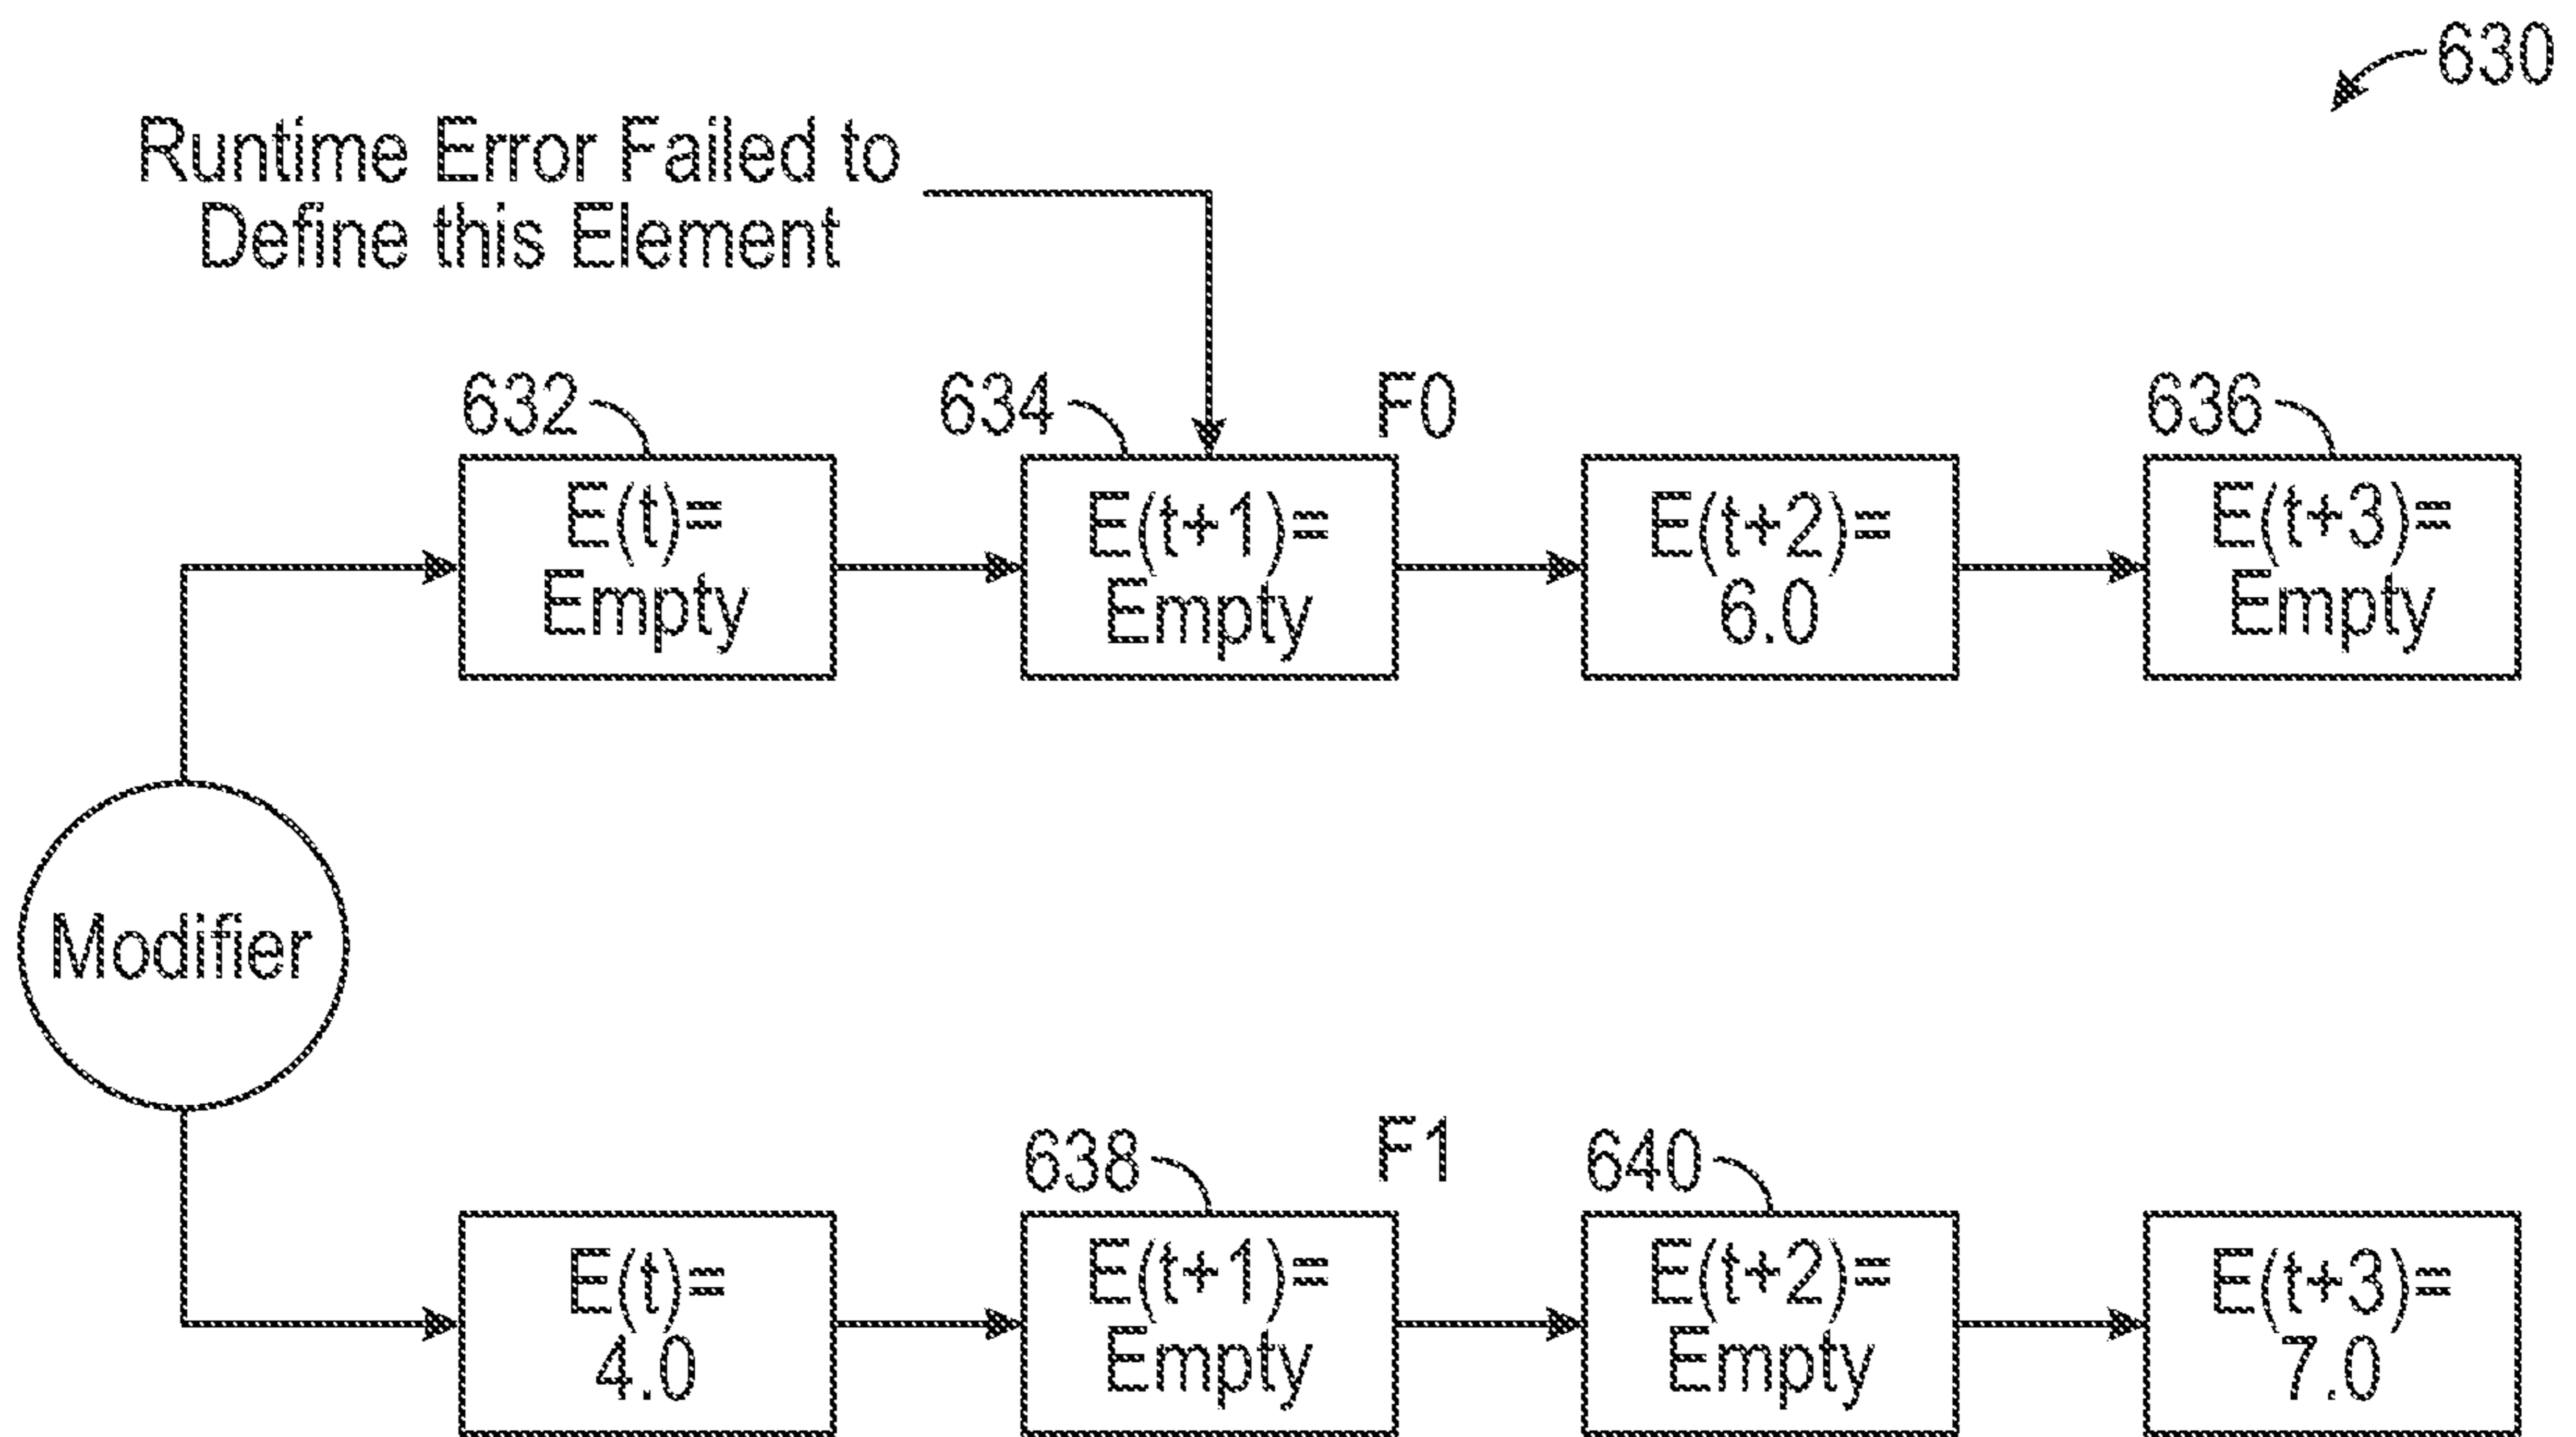 630
Runtime Error Failed to
Define this Element
632
634
F0
636
E(t)=
Empty
E(t+1)=
Empty
E(t+2)=
6.0
E(t+3)=
Empty
Modifier
638
F1
640
E(t)=
4.0
E(t+1)=
Empty
E(t+2)=
Empty
E(t+3)=
7.0